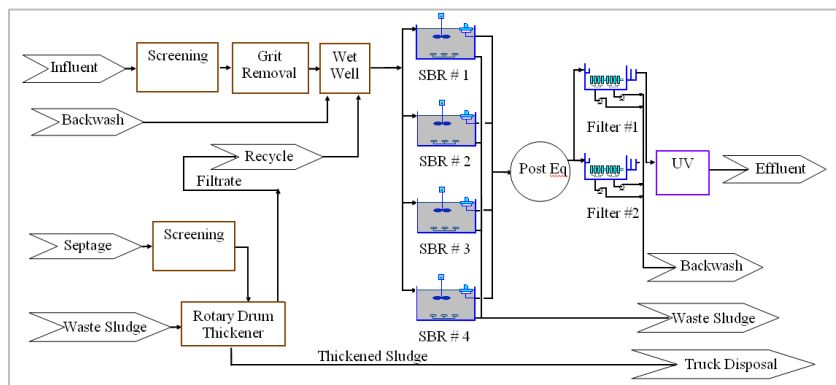 Influent
Screening
Grit
Removal
Wet
Well
SBR # 1
Backwash
Filter #1
SBR # 2
Recycle
Filtrate
Post Eq
UV
Effluent
Filter #2
Septage
Screening
SBR # 3
Backwash
Waste Sludge
Rotary Drum
Thickener
SBR # 4
Waste Sludge
Thickened Sludge
Truck Disposal